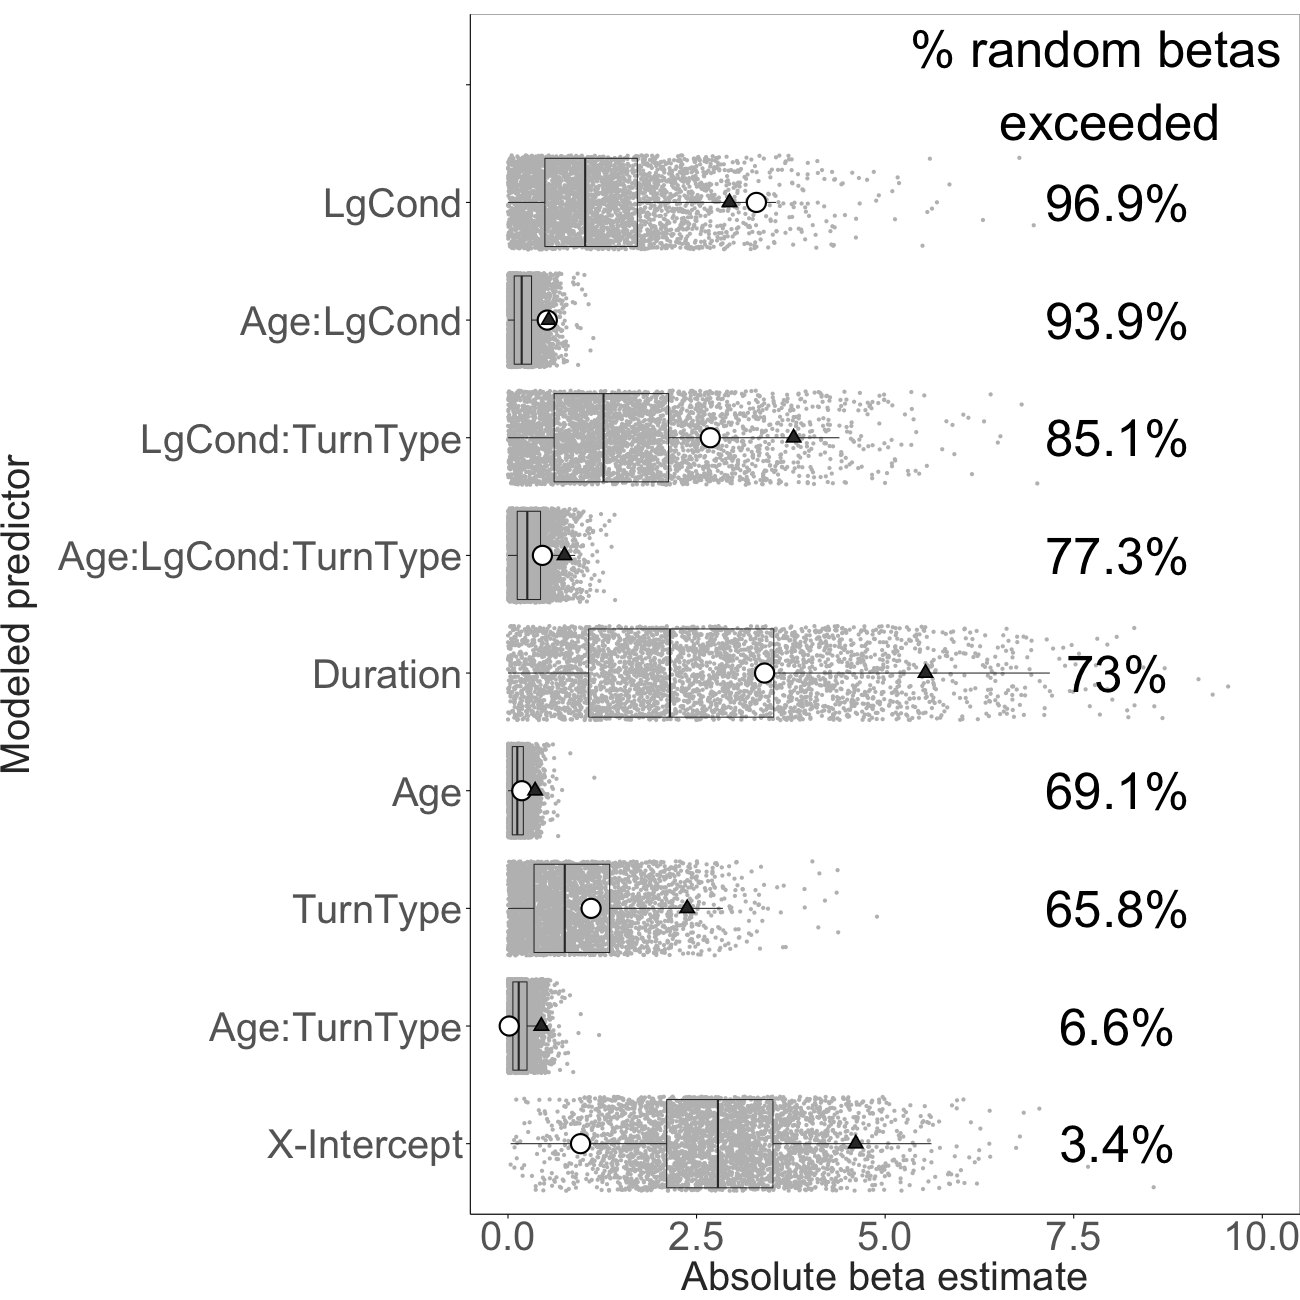 % random betas
exceeded
LgCond 96.9%
Age:LgCond 93.9%
LgCond:TurnType 85.1%
Age:LgCond:TurnType 77.3%
Duration 73%
Age 69.1%
TurnType 65.8%
Age:TurnType 6.6%
X-Intercept 3.4%
Modeled predictor
0.0 2.5 5.0 7.5 10.0
Absolute beta estimate